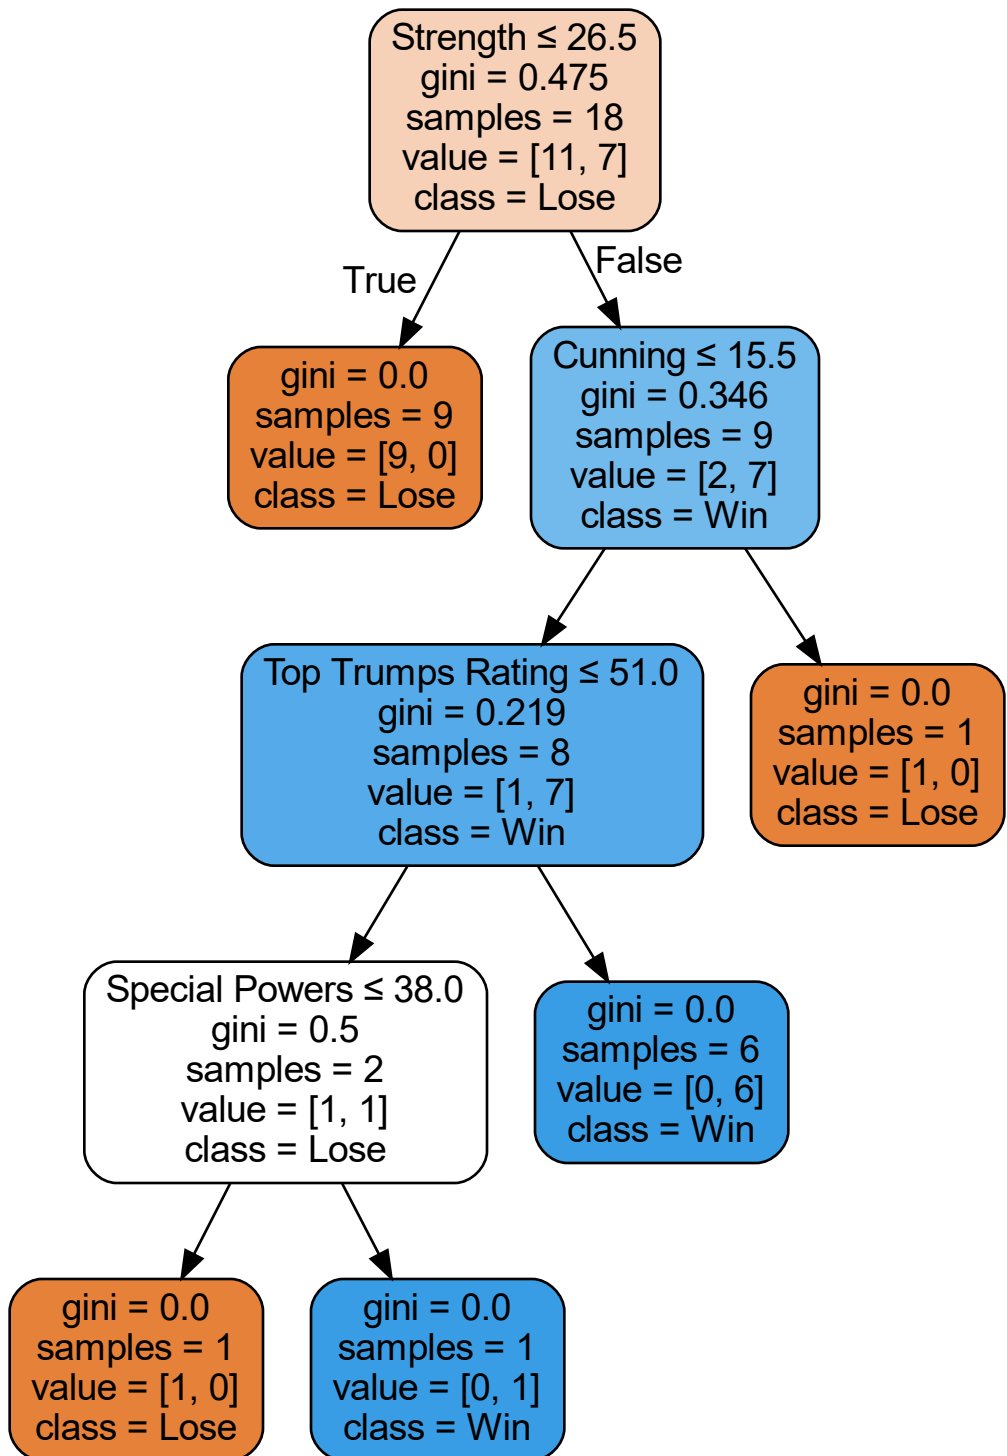 Strength ≤ 26.5
gini = 0.475
samples = 18
value = [11, 7]
class = Lose
True
False
gini = 0.0
samples = 9
value = [9, 0]
class = Lose
Cunning ≤ 15.5
gini = 0.346
samples = 9
value = [2, 7]
class = Win
Top Trumps Rating ≤ 51.0
gini = 0.219
samples = 8
value = [1, 7]
class = Win
gini = 0.0
samples = 1
value = [1, 0]
class = Lose
Special Powers ≤ 38.0
gini = 0.5
samples = 2
value = [1, 1]
class = Lose
gini = 0.0
samples = 6
value = [0, 6]
class = Win
gini = 0.0
samples = 1
value = [1, 0]
class = Lose
gini = 0.0
samples = 1
value = [0, 1]
class = Win